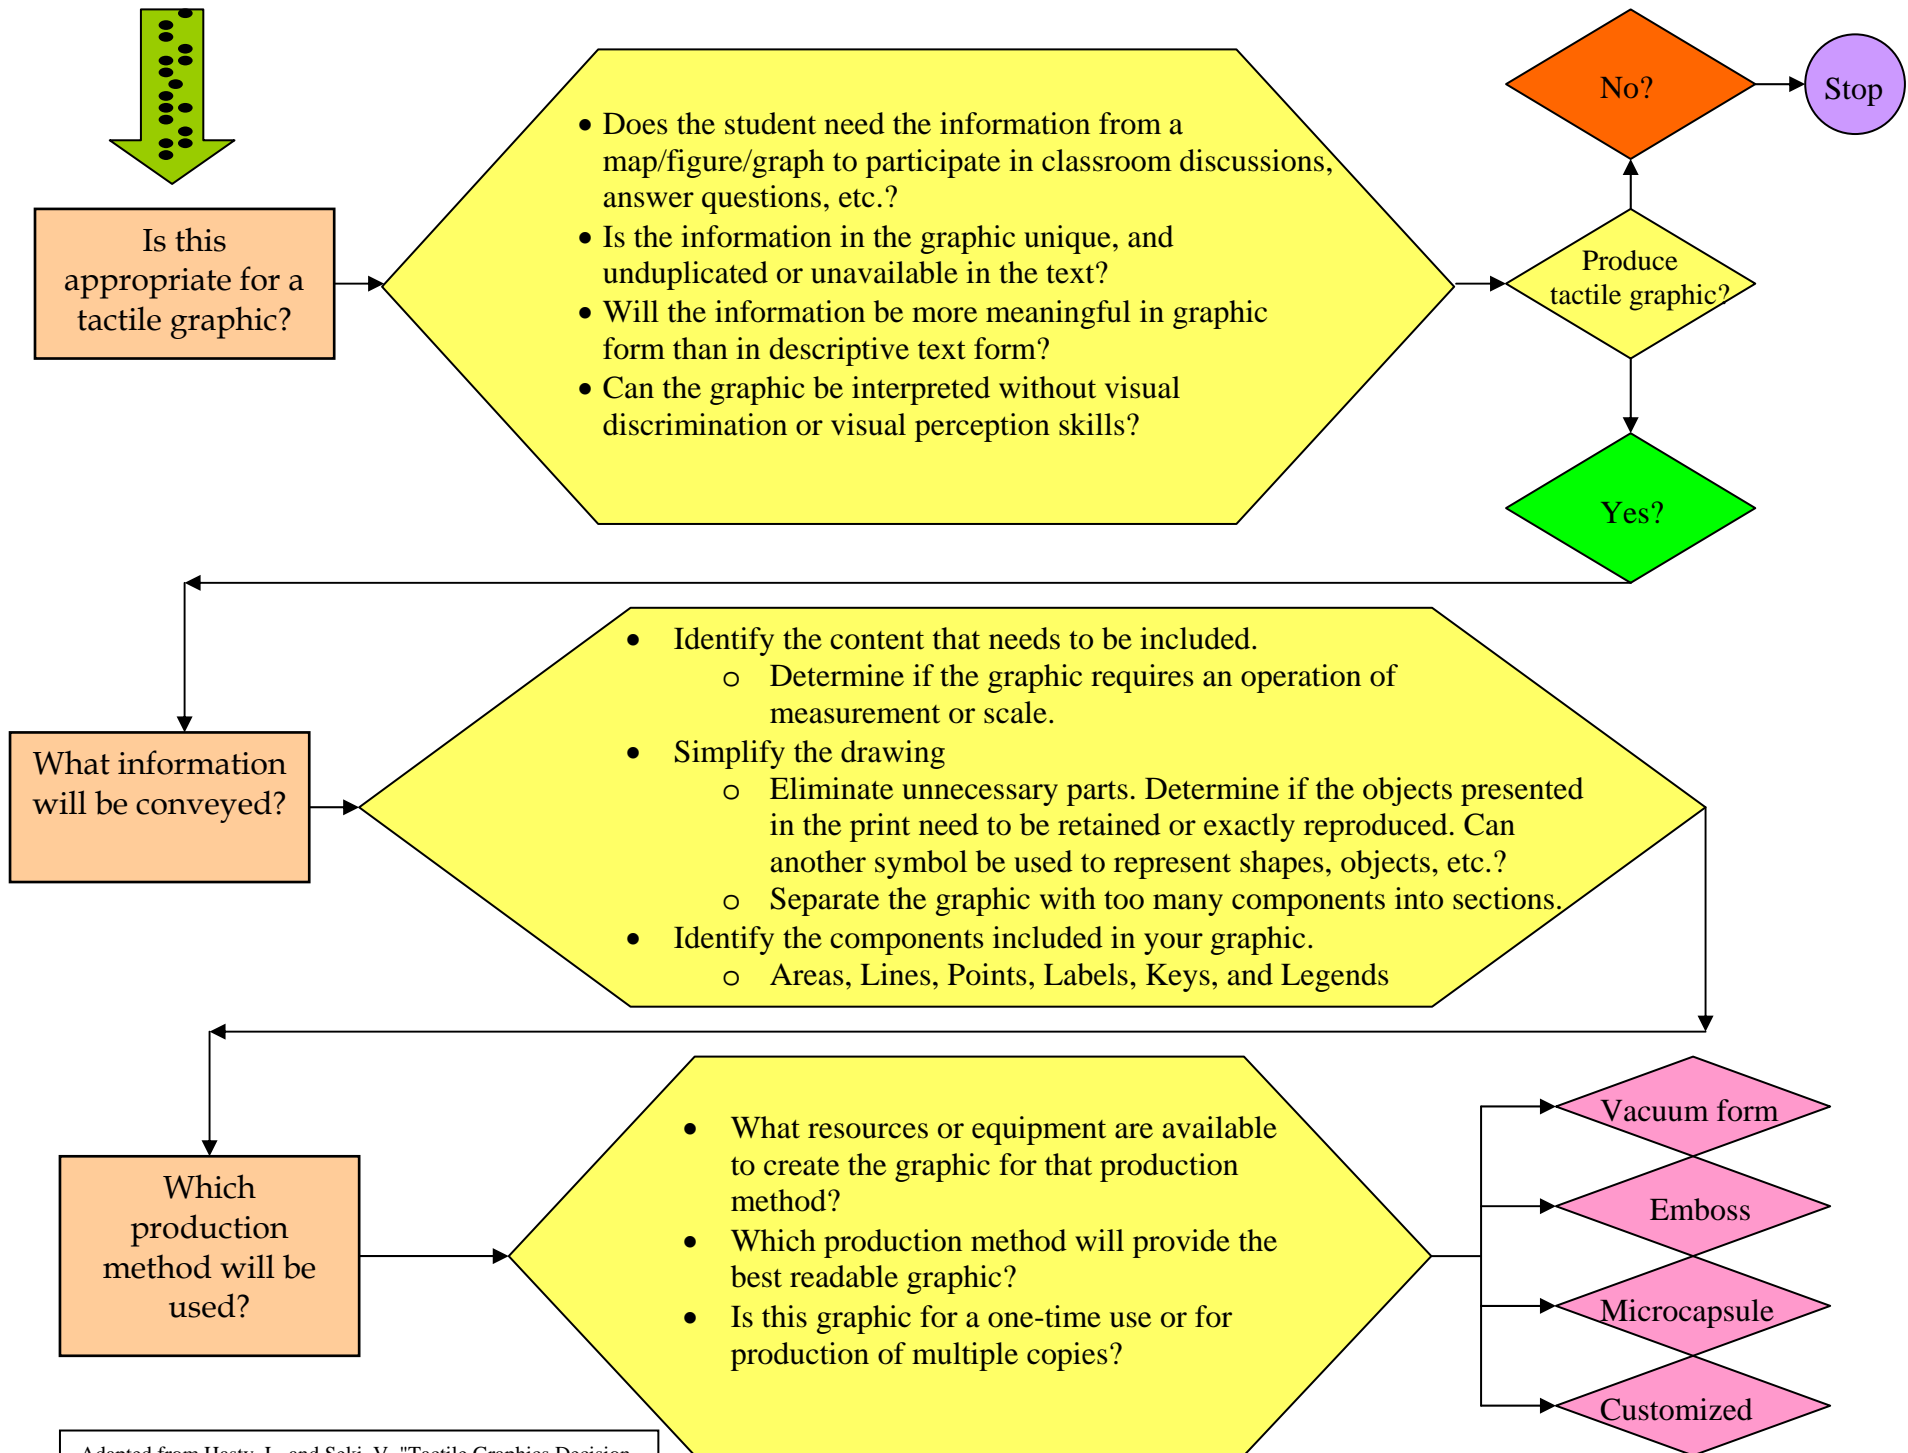 Is this
appropriate for a
tactile graphic?
• Does the student need the information from a
map/figure/graph to participate in classroom discussions,
answer questions, etc.?
• Is the information in the graphic unique, and
unduplicated or unavailable in the text?
• Will the information be more meaningful in graphic
form than in descriptive text form?
• Can the graphic be interpreted without visual
discrimination or visual perception skills?
No?
Stop
Produce
tactile graphic?
Yes?
What information
will be conveyed?
• Identify the content that needs to be included.
o Determine if the graphic requires an operation of
measurement or scale.
• Simplify the drawing
o Eliminate unnecessary parts. Determine if the objects presented
in the print need to be retained or exactly reproduced. Can
another symbol be used to represent shapes, objects, etc.?
o Separate the graphic with too many components into sections.
• Identify the components included in your graphic.
o Areas, Lines, Points, Labels, Keys, and Legends
Which
production
method will be
used?
• What resources or equipment are available
to create the graphic for that production
method?
• Which production method will provide the
best readable graphic?
• Is this graphic for a one-time use or for
production of multiple copies?
Vacuum form
Emboss
Microcapsule
Customized
Adapted from Hasty, L. and Seki, V. "Tactile Graphics Decision